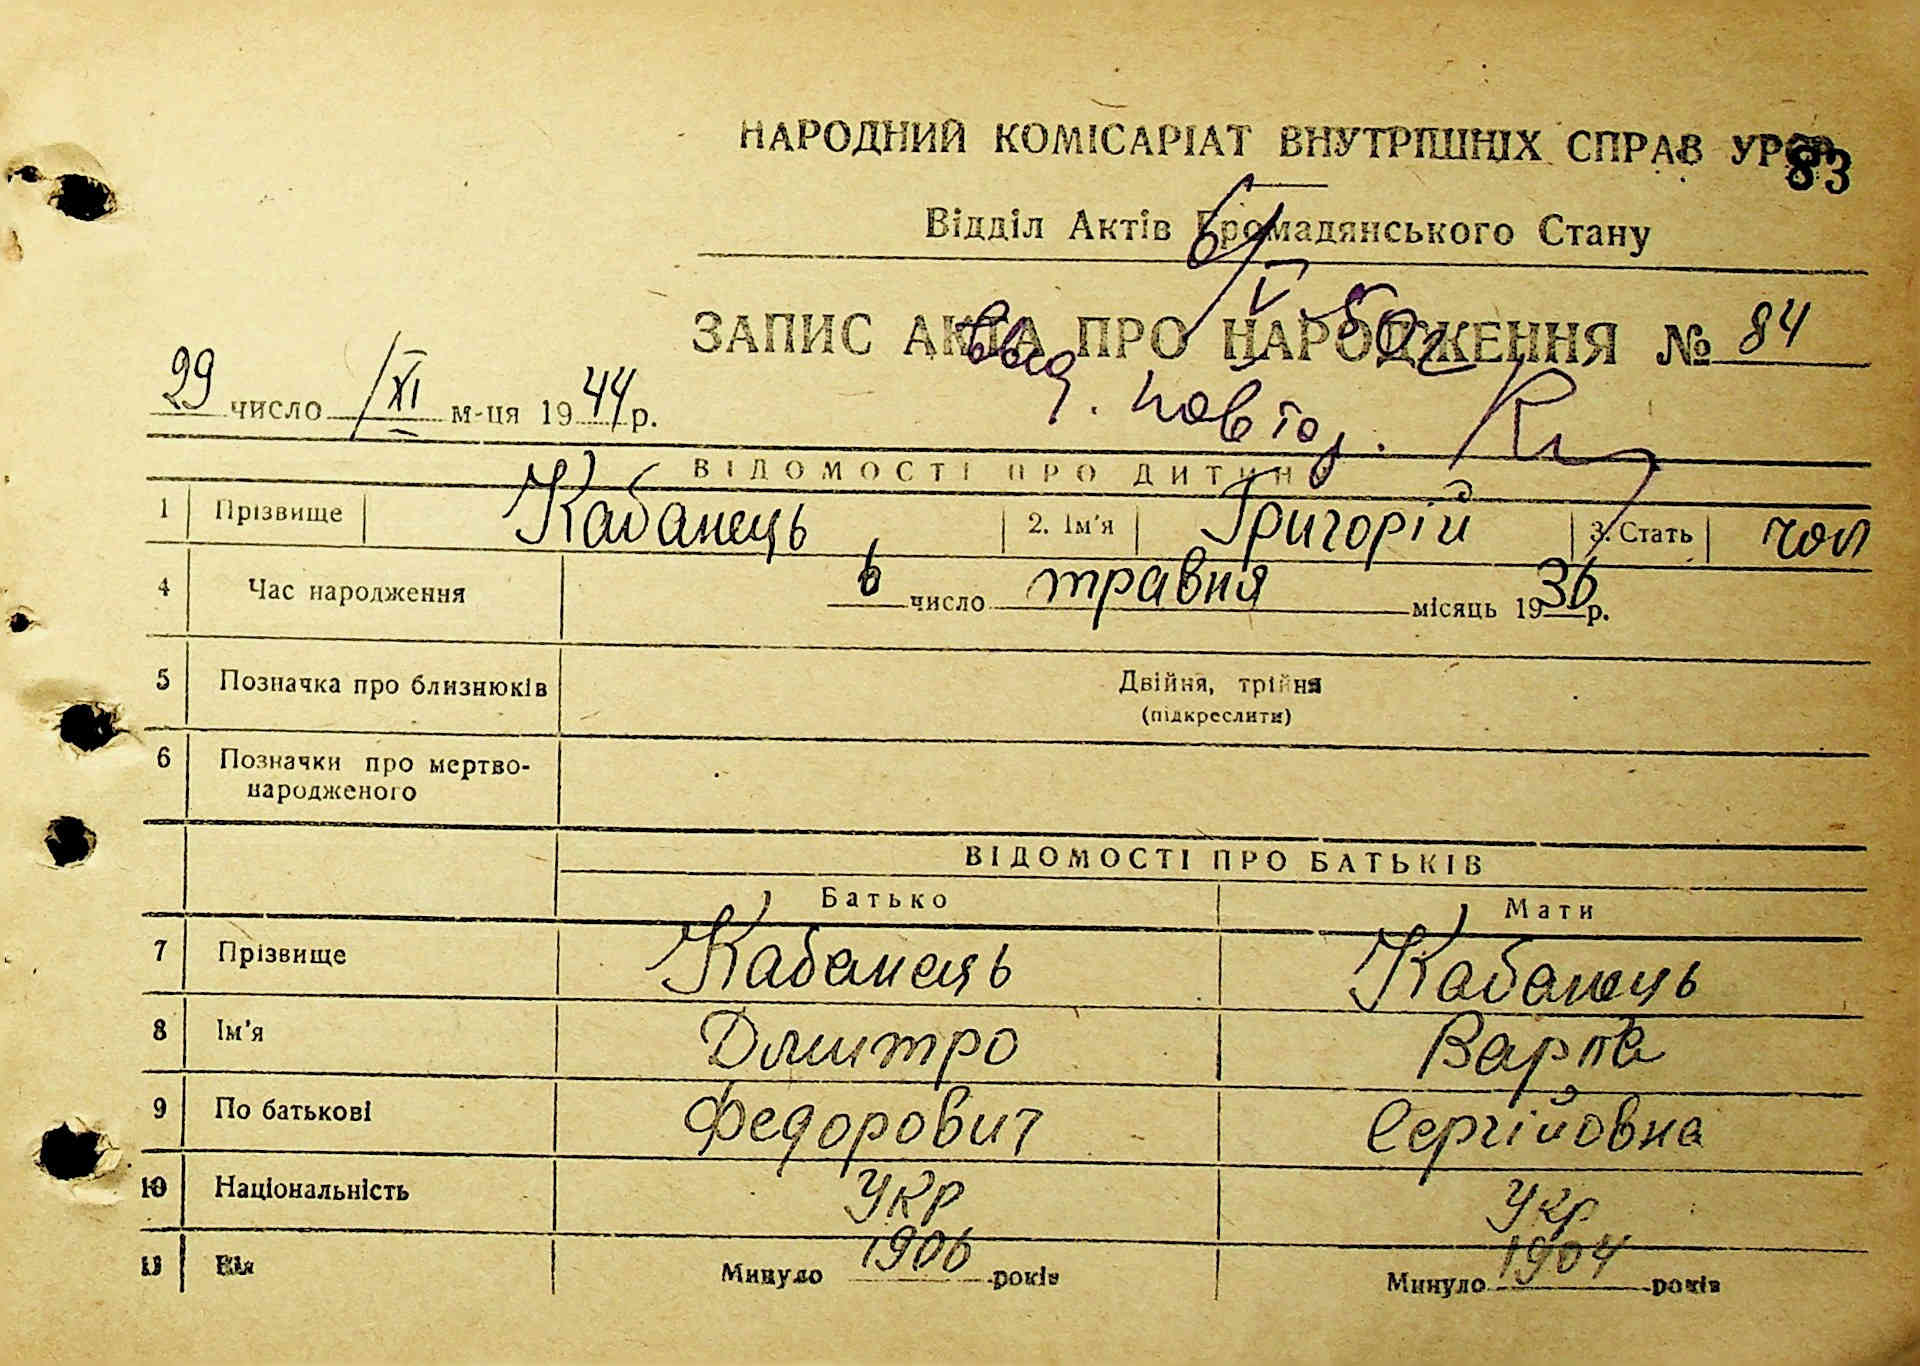 НАРОДНИЙ КОМІСАРІАТ ВНУТРІШНІХ СПРАВ УРСР
83
Відділ Актів Громадянського Стану
ЗАПИС АКТА ПРО НАРОДЖЕННЯ № 84
6/V 50г
выд. повтор.
29 число XI м-ця 1944 р.
ВІДОМОСТІ ПРО ДИТИНУ
1 Прізвище Кабанець 2. Ім'я Григорій 3. Стать чол
4 Час народження 6 число травня місяць 1936 р.
5 Позначка про близнюків Двійня, трійня
(підкреслити)
6 Позначки про мертво-
народженого
ВІДОМОСТІ ПРО БАТЬКІВ
Батько Мати
7 Прізвище Кабанець Кабанець
8 Ім'я Дмитро
9 По батькові Федорович Сергійовна
10 Національність Укр Укр
11 Вік Минуло 1906 років Минуло 1904 років